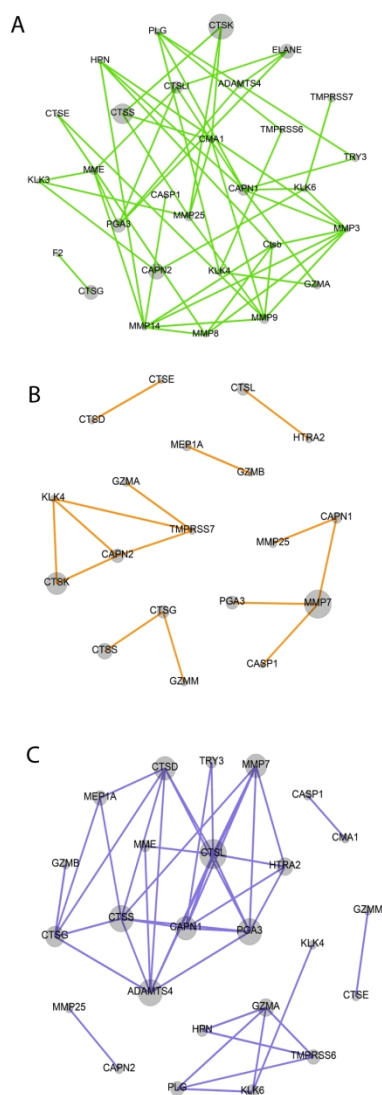 A
CTSK
PLG
HPN
ELANE
CTSLl
ADAMTS4
TMPRSS7
CTSE
CTSS
CMA1
TMPRSS6
TRY3
KLK3
MME
CASP1
CAPN1
KLK6
PGA3
MMP25
MMP3
F2
CAPN2
KLK4
Ctsb
CTSG
GZMA
MMP14
MMP8
MMP9
B
CTSE
CTSL
CTSD
HTRA2
MEP1A
GZMB
KLK4
GZMA
TMPRSS7
CAPN1
CAPN2
MMP25
CTSK
PGA3
MMP7
CTSG
CTSS
CASP1
GZMM
C
CTSD
TRY3
MMP7
MEP1A
CASP1
CMA1
MME
CTSL
GZMB
HTRA2
CTSS
CAPN1
PGA3
GZMM
CTSG
KLK4
CTSE
ADAMTS4
MMP25
GZMA
HPN
TMPRSS6
CAPN2
PLG
KLK6